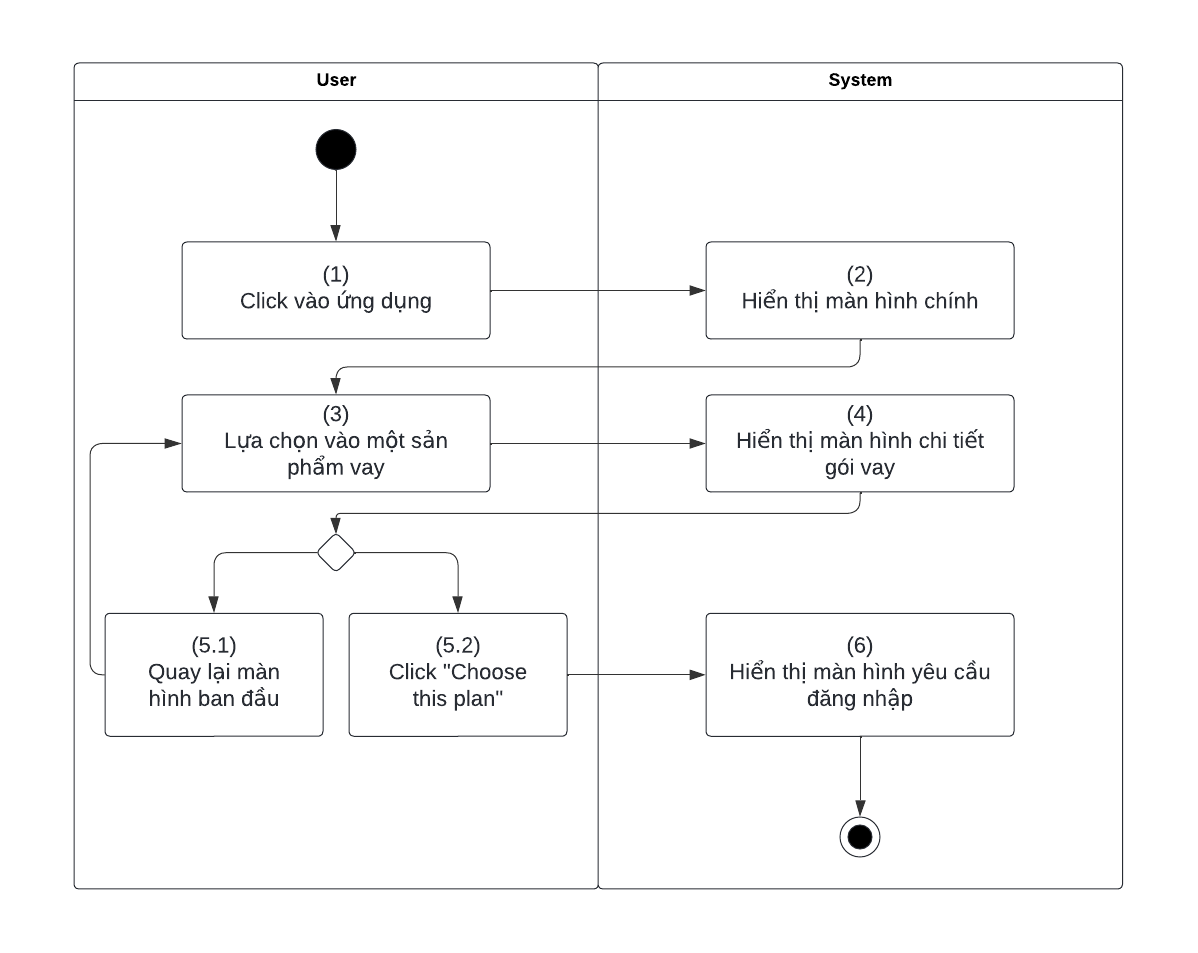 User
System
(1)
Click vào ứng dụng
(2)
Hiển thị màn hình chính
(3)
Lựa chọn vào một sản
phẩm vay
(4)
Hiển thị màn hình chi tiết
gói vay
(5.1)
Quay lại màn
hình ban đầu
(5.2)
Click "Choose
this plan"
(6)
Hiển thị màn hình yêu cầu
đăng nhập